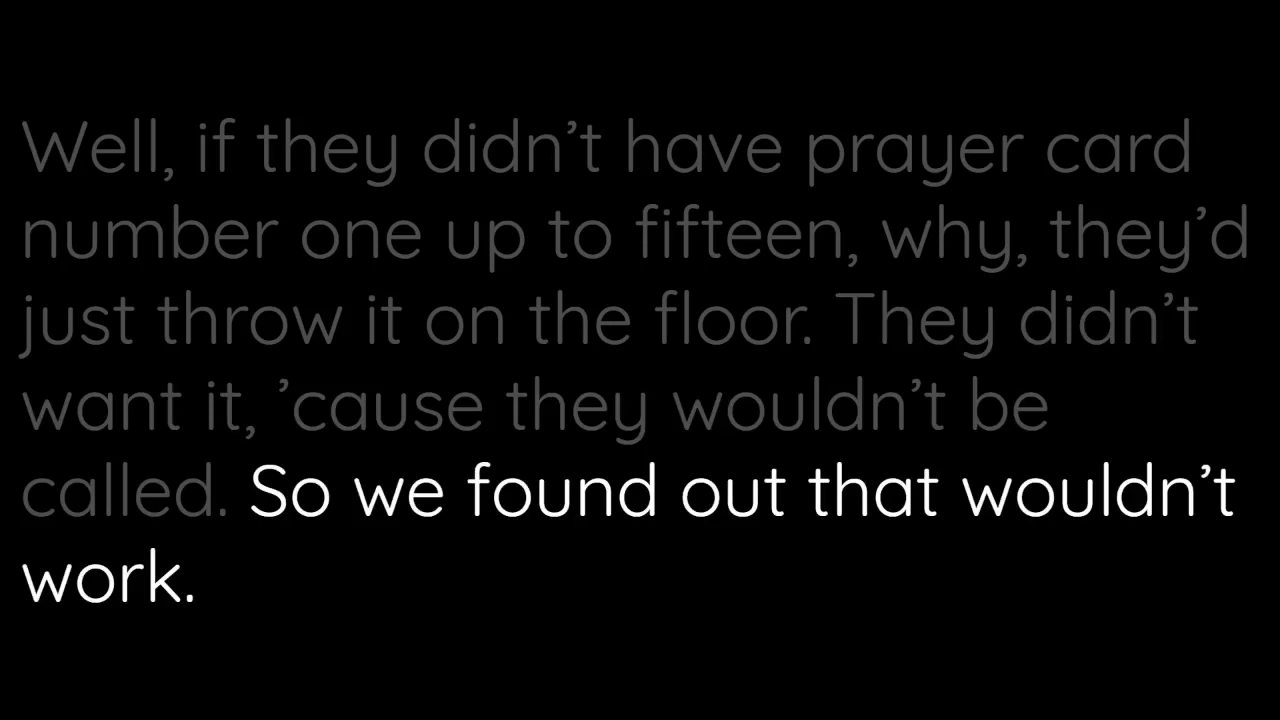 Well, if they didn’t have prayer card
number one up to fifteen, why, they’d
just throw it on the floor. They didn’t
want it, ’cause they wouldn’t be
called. So we found out that wouldn’t
work.